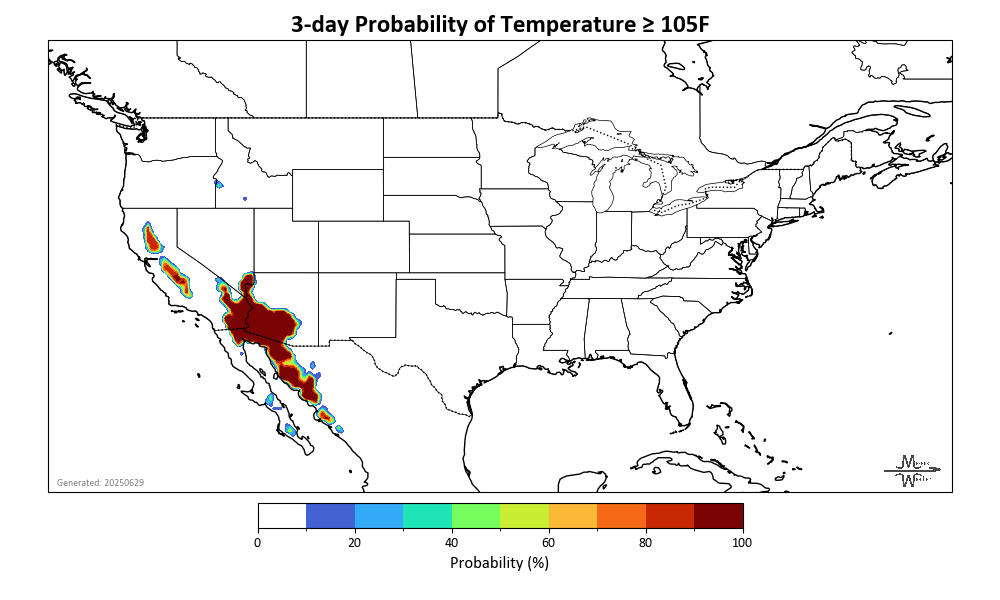 3-day Probability of Temperature ≥ 105F
Generated: 20250629
0 20 40 60 80 100
Probability (%)